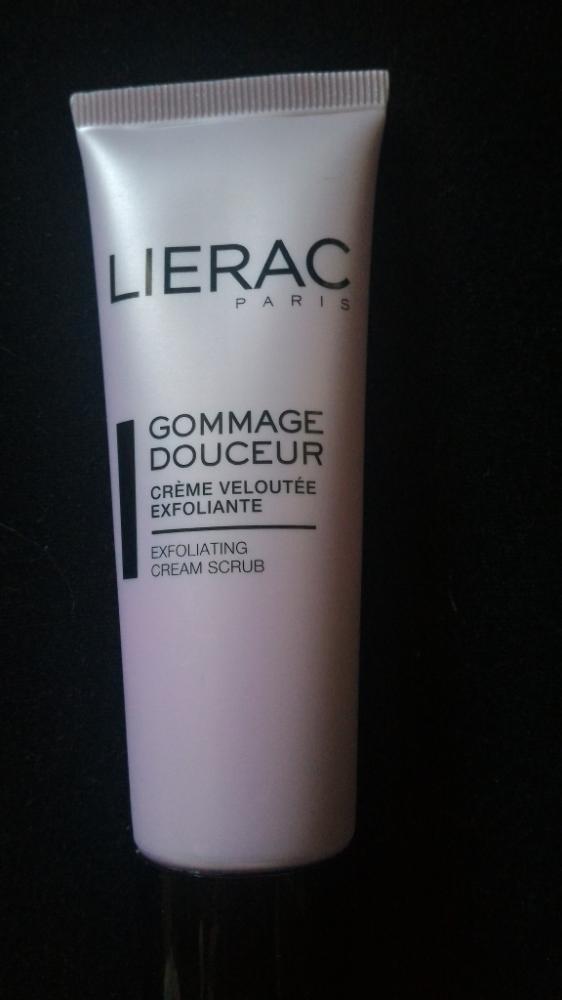 LIERAC
PARIS
GOMMAGE
DOUCEUR
CRÈME VELOUTÉE
EXFOLIANTE
EXFOLIATING
CREAM SCRUB